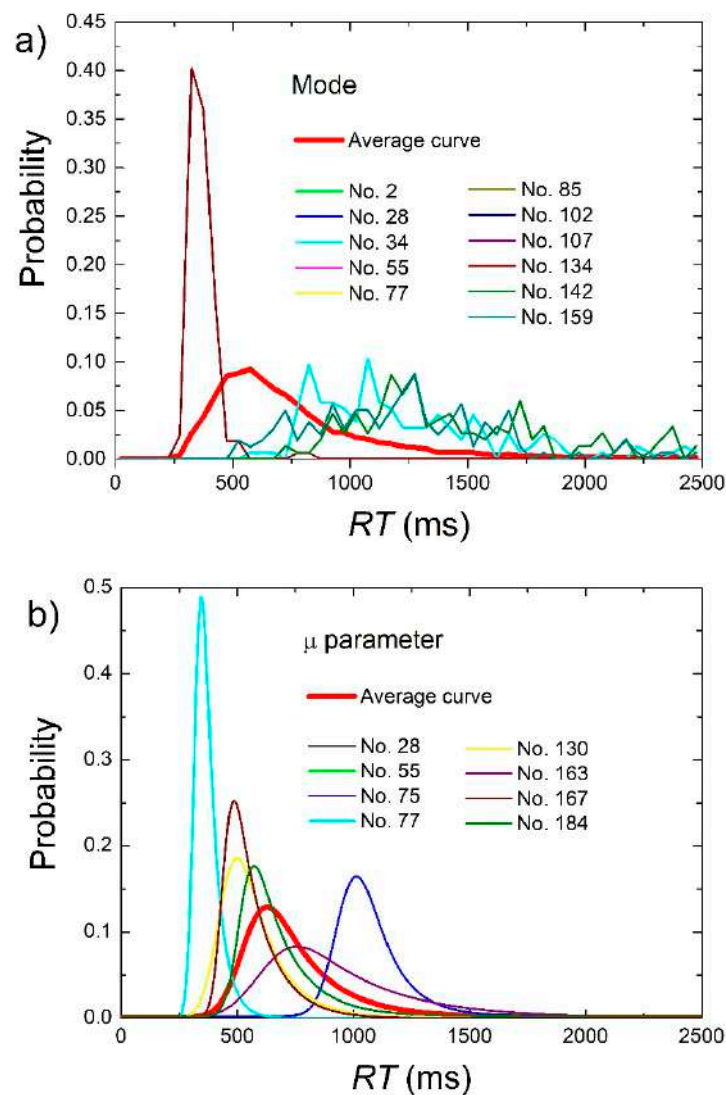 a)
Mode
Average curve
No. 2
No. 28
No. 34
No. 55
No. 77
No. 85
No. 102
No. 107
No. 134
No. 142
No. 159
Probability
0.45
0.40
0.35
0.30
0.25
0.20
0.15
0.10
0.05
0.00
0 500 1000 1500 2000 2500
RT (ms)
b)
μ parameter
Average curve
No. 28
No. 55
No. 75
No. 77
No. 130
No. 163
No. 167
No. 184
Probability
0.5
0.4
0.3
0.2
0.1
0.0
0 500 1000 1500 2000 2500
RT (ms)